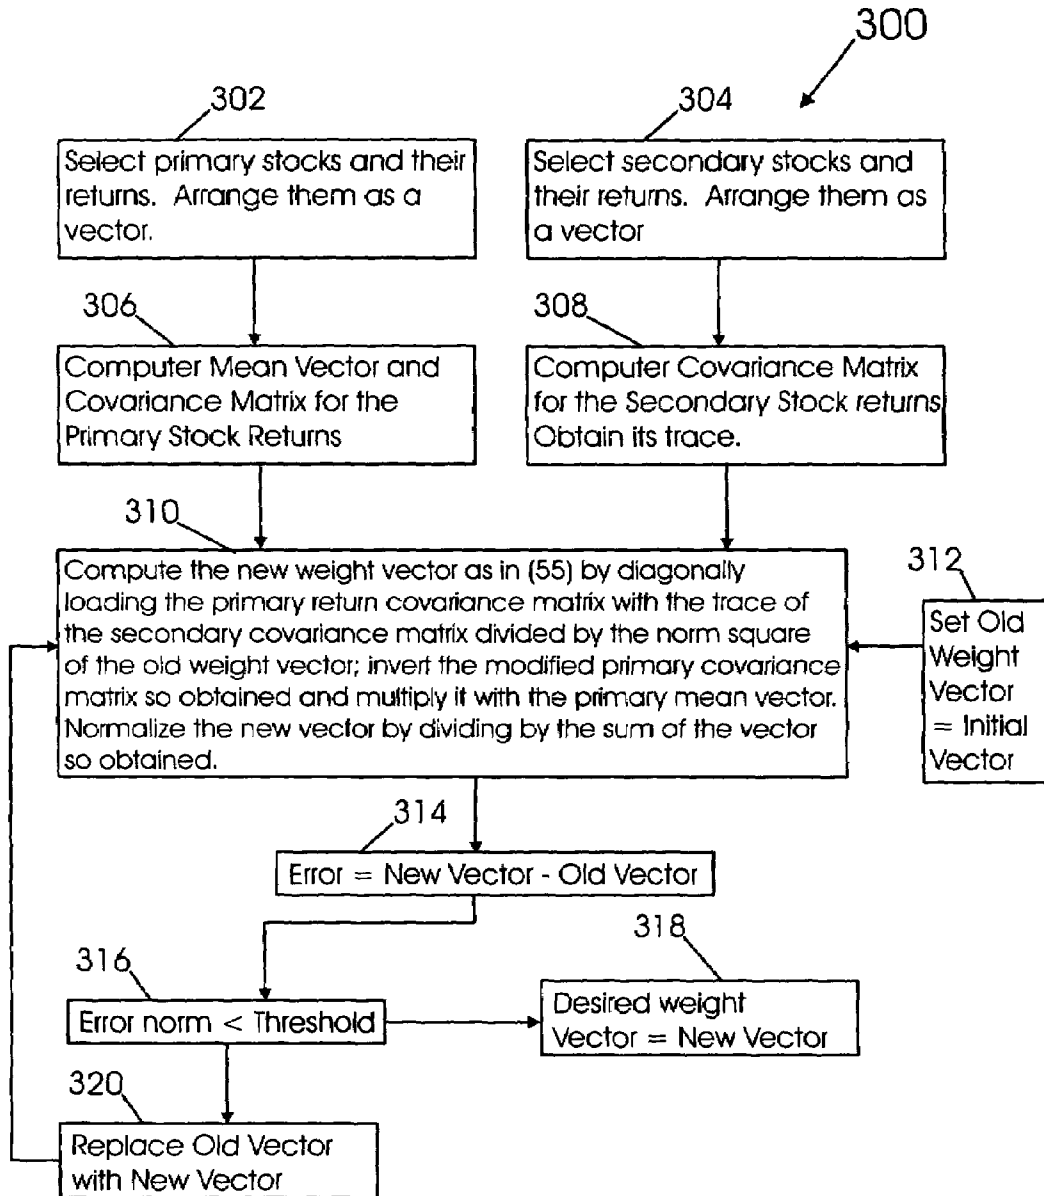 300
302
304
Select primary stocks and their
returns. Arrange them as a
vector.
Select secondary stocks and
their returns. Arrange them as
a vector
306
308
Computer Mean Vector and
Covariance Matrix for the
Primary Stock Returns
Computer Covariance Matrix
for the Secondary Stock returns
Obtain its trace.
310
Compute the new weight vector as in (55) by diagonally
loading the primary return covariance matrix with the trace of
the secondary covariance matrix divided by the norm square
of the old weight vector; invert the modified primary covariance
matrix so obtained and multiply it with the primary mean vector.
Normalize the new vector by dividing by the sum of the vector
so obtained.
312
Set Old
Weight
Vector
= Initial
Vector
314
Error = New Vector - Old Vector
316
Error norm < Threshold
318
Desired weight
Vector = New Vector
320
Replace Old Vector
with New Vector